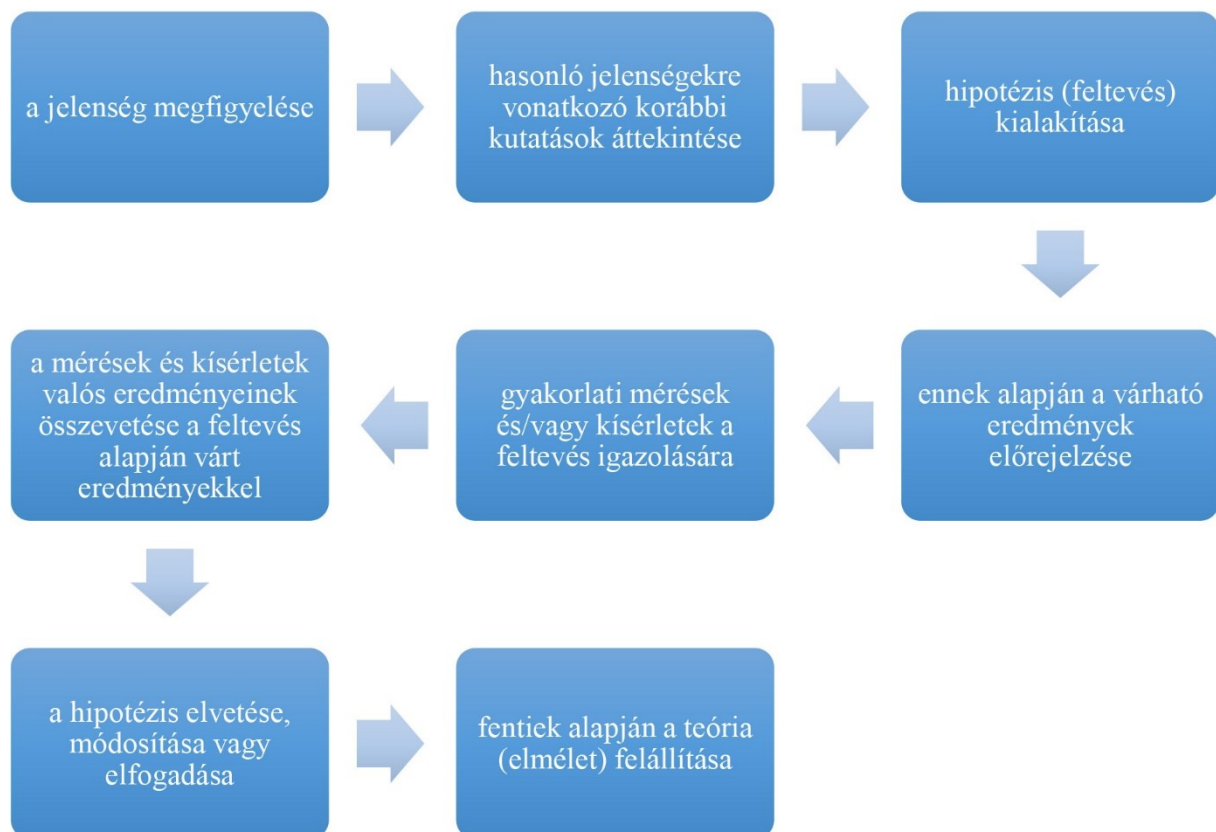 a jelenség megfigyelése
hasonló jelenségekre
vonatkozó korábbi
kutatások áttekintése
hipotézis (feltevés)
kialakítása
ennek alapján a várható
eredmények
előrejelzése
gyakorlati mérések
és/vagy kísérletek a
feltevés igazolására
a mérések és kísérletek
valós eredményeinek
összevetése a feltevés
alapján várt
eredményekkel
a hipotézis elvetése,
módosítása vagy
elfogadása
fentiek alapján a teória
(elmélet) felállítása